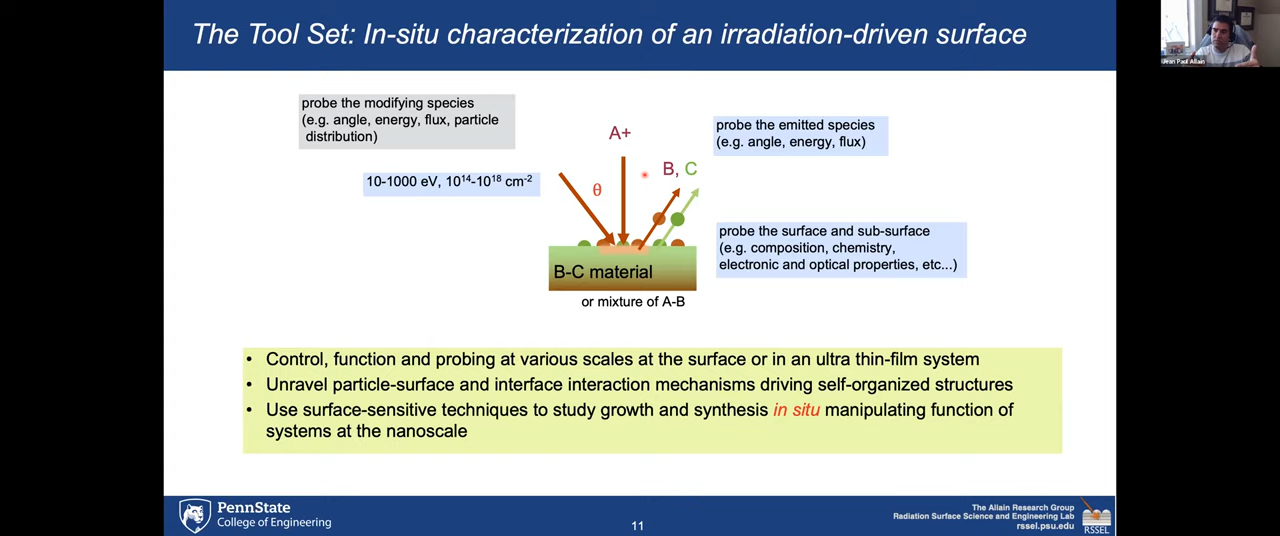 The Tool Set: In-situ characterization of an irradiation-driven surface
Jean Paul Allain
probe the modifying species
(e.g. angle, energy, flux, particle
distribution)
10-1000 eV, 10¹⁴-10¹⁸ cm⁻²
A+
θ
B, C
probe the emitted species
(e.g. angle, energy, flux)
probe the surface and sub-surface
(e.g. composition, chemistry,
electronic and optical properties, etc...)
B-C material
or mixture of A-B
• Control, function and probing at various scales at the surface or in an ultra thin-film system
• Unravel particle-surface and interface interaction mechanisms driving self-organized structures
• Use surface-sensitive techniques to study growth and synthesis in situ manipulating function of
systems at the nanoscale
PennState
College of Engineering
11
The Allain Research Group
Radiation Surface Science and Engineering Lab
rssel.psu.edu
RSSEL